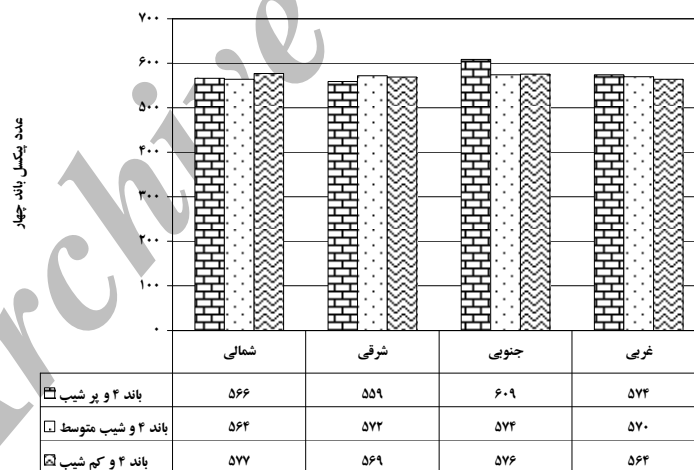 ۷۰۰
۶۰۰
۵۰۰
۴۰۰
۳۰۰
۲۰۰
۱۰۰
۰
عدد پیکسل باند چهار
شمالی شرقی جنوبی غربی
باند ۴ و پر شیب ۵۶۶ ۵۵۹ ۶۰۹ ۵۷۴
باند ۴ و شیب متوسط ۵۶۴ ۵۷۲ ۵۷۴ ۵۷۰
باند ۴ و کم شیب ۵۷۷ ۵۶۹ ۵۷۶ ۵۶۴
Archive